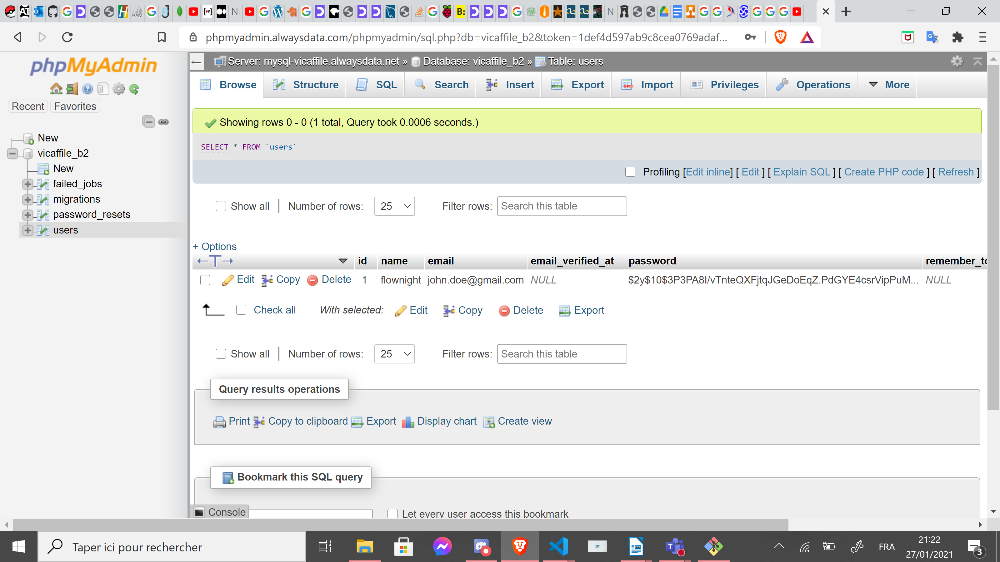 phpmyadmin.alwaysdata.com/phpmyadmin/sql.php?db=vicaffile_b2&token=1def4d597ab9c8cea0769adaf...
phpMyAdmin
Recent Favorites
New
vicaffile_b2
New
failed_jobs
migrations
password_resets
users
Server: mysql-vicaffile.alwaysdata.net » Database: vicaffile_b2 » Table: users
Browse Structure SQL Search Insert Export Import Privileges Operations More
Showing rows 0 - 0 (1 total, Query took 0.0006 seconds.)
SELECT * FROM `users`
Profiling [Edit inline] [ Edit ] [ Explain SQL ] [ Create PHP code ] [ Refresh ]
Show all Number of rows: 25 Filter rows: Search this table
+ Options
id name email email_verified_at password remember_to
Edit Copy Delete 1 flownight john.doe@gmail.com NULL $2y$10$3P3PA8I/vTnteQXFjtqJGeDoEqZ.PdGYE4csrVipPuM... NULL
Check all With selected: Edit Copy Delete Export
Show all Number of rows: 25 Filter rows: Search this table
Query results operations
Print Copy to clipboard Export Display chart Create view
Bookmark this SQL query
Console Let every user access this bookmark
Taper ici pour rechercher
FRA
21:22
27/01/2021
3